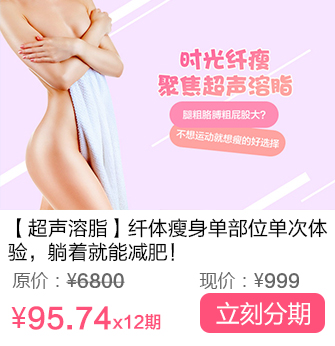 时光纤瘦
聚焦超声溶脂
腿粗胳膊粗屁股大？
不想运动就想瘦的好选择
【超声溶脂】纤体瘦身单部位单次体
验，躺着就能减肥！
原价：¥6800 现价：¥999
¥95.74x12期 立刻分期